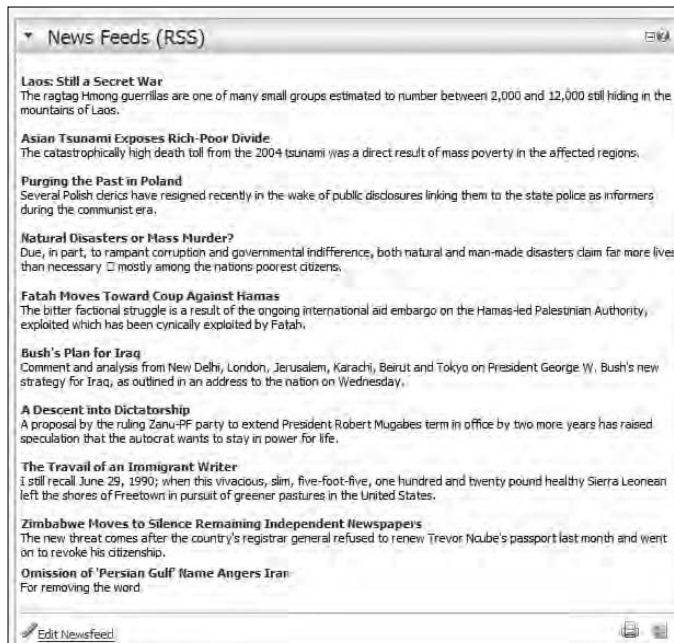 News Feeds (RSS)
Laos: Still a Secret War
The ragtag Hmong guerrillas are one of many small groups estimated to number between 2,000 and 12,000 still hiding in the
mountains of Laos.
Asian Tsunami Exposes Rich-Poor Divide
The catastrophically high death toll from the 2004 tsunami was a direct result of mass poverty in the affected regions.
Purging the Past in Poland
Several Polish clerics have resigned recently in the wake of public disclosures linking them to the state police as informers
during the communist era.
Natural Disasters or Mass Murder?
Due, in part, to rampant corruption and governmental indifference, both natural and man-made disasters claim far more lives
than necessary □ mostly among the nations poorest citizens.
Fatah Moves Toward Coup Against Hamas
The bitter factional struggle is a result of the ongoing international aid embargo on the Hamas-led Palestinian Authority,
exploited which has been cynically exploited by Fatah.
Bush's Plan for Iraq
Comment and analysis from New Delhi, London, Jerusalem, Karachi, Beirut and Tokyo on President George W. Bush's new
strategy for Iraq, as outlined in an address to the nation on Wednesday.
A Descent into Dictatorship
A proposal by the ruling Zanu-PF party to extend President Robert Mugabes term in office by two more years has raised
speculation that the autocrat wants to stay in power for life.
The Travail of an Immigrant Writer
I still recall June 29, 1990; when this vivacious, slim, five-foot-five, one hundred and twenty pound healthy Sierra Leonean
left the shores of Freetown in pursuit of greener pastures in the United States.
Zimbabwe Moves to Silence Remaining Independent Newspapers
The new threat comes after the country's registrar general refused to renew Trevor Ncube's passport last month and went
on to revoke his citizenship.
Omission of 'Persian Gulf' Name Angers Iran
For removing the word
Edit Newsfeed